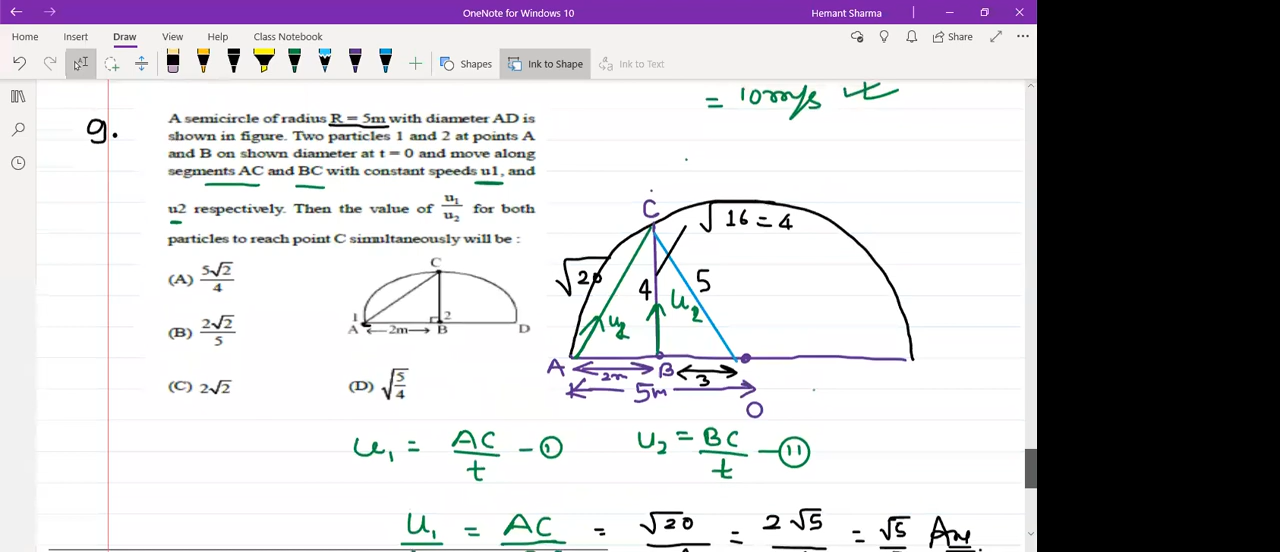 OneNote for Windows 10
Hemant Sharma
Home Insert Draw View Help Class Notebook
Share
Shapes
Ink to Shape
Ink to Text
= 10m/s
9.
A semicircle of radius R = 5m with diameter AD is
shown in figure. Two particles 1 and 2 at points A
and B on shown diameter at t = 0 and move along
segments AC and BC with constant speeds u1, and
u2 respectively. Then the value of u₁/u₂ for both
particles to reach point C simultaneously will be :
(A) 5√2/4
(B) 2√2/5
(C) 2√2
(D) √(5/4)
C
1
2
A ←2m→ B D
C
√16 = 4
√20
4
5
u₂
u₂
A
B
2m
3
5m
O
u₁ = AC/t - ①
u₂ = BC/t - ⑪
u₁ = AC = √20 = 2√5 = √5 Ans.